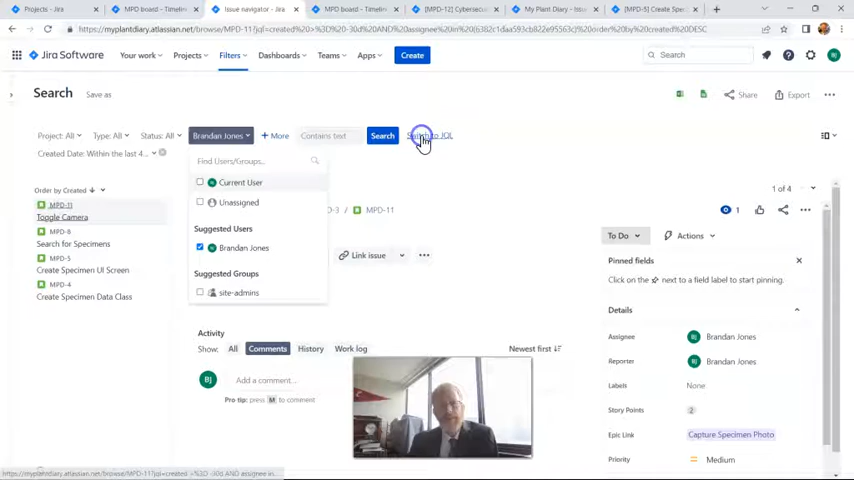 Projects - Jira
MPD board - Timeline
Issue navigator - Jira
MPD board - Timeline
[MPD-12] Cybersecu
My Plant Diary - Issue
[MPD-5] Create Spec
Jira Software
Your work
Projects
Filters
Dashboards
Teams
Apps
Create
Search
BJ
Search
Save as
Share
Export
Project: All
Type: All
Status: All
Brandan Jones
+ More
Contains text
Search
Switch to JQL
Created Date: Within the last 4...
Find Users/Groups...
Current User
Unassigned
Suggested Users
Brandan Jones
Suggested Groups
site-admins
Order by Created
MPD-11
Toggle Camera
MPD-8
Search for Specimens
MPD-5
Create Specimen UI Screen
MPD-4
Create Specimen Data Class
1 of 4
MPD-11
1
Link issue
To Do
Actions
Pinned fields
Click on the next to a field label to start pinning.
Details
Assignee
Brandan Jones
Reporter
Brandan Jones
Labels
None
Story Points
2
Epic Link
Capture Specimen Photo
Priority
Medium
Activity
Show:
All
Comments
History
Work log
Newest first
BJ
Add a comment...
Pro tip: press M to comment